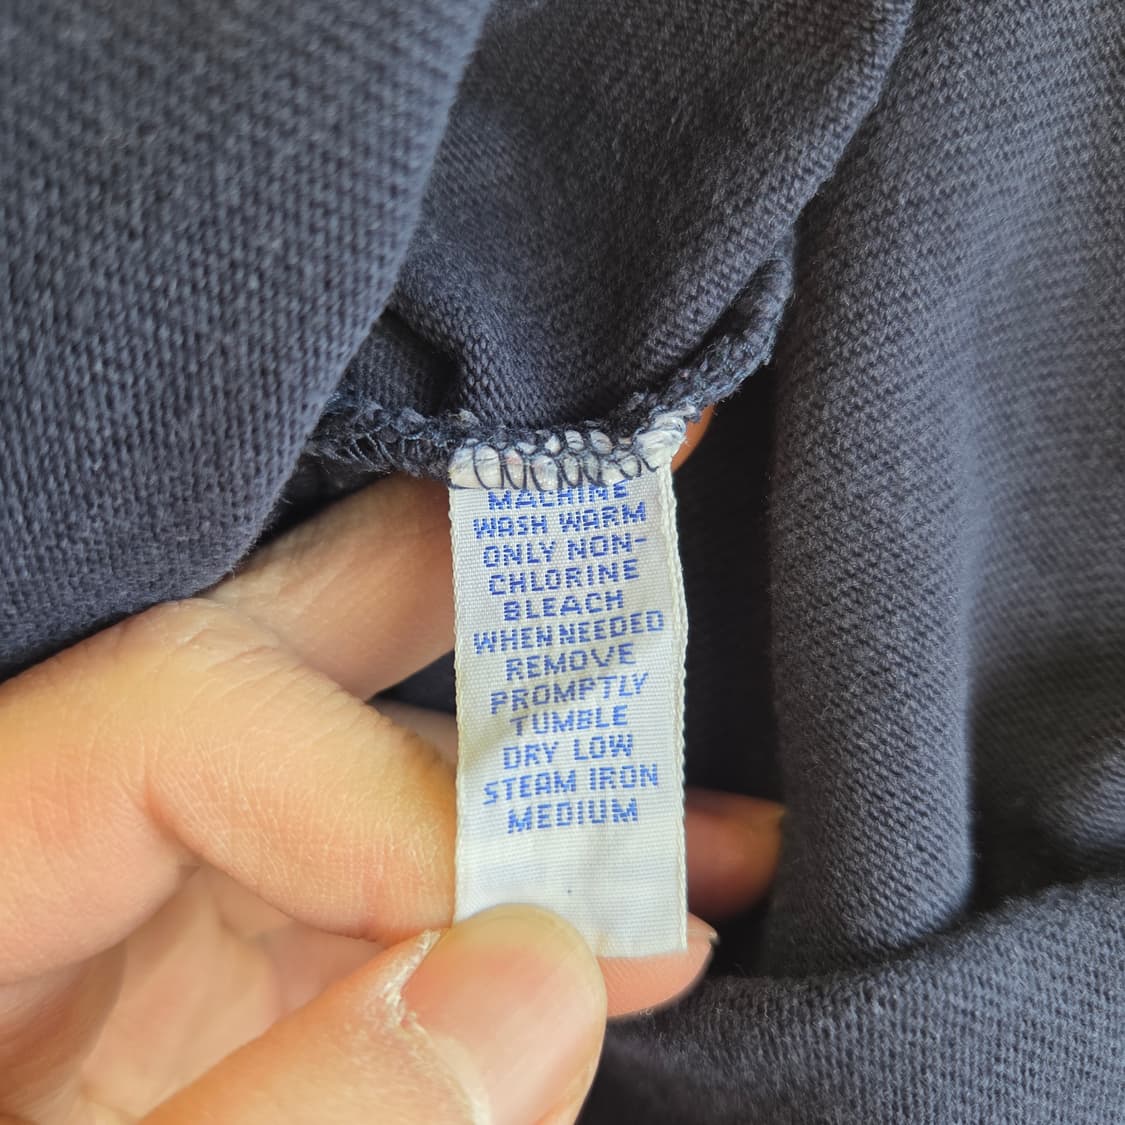 MACHINE
WASH WARM
ONLY NON-
CHLORINE
BLEACH
WHEN NEEDED
REMOVE
PROMPTLY
TUMBLE
DRY LOW
STEAM IRON
MEDIUM